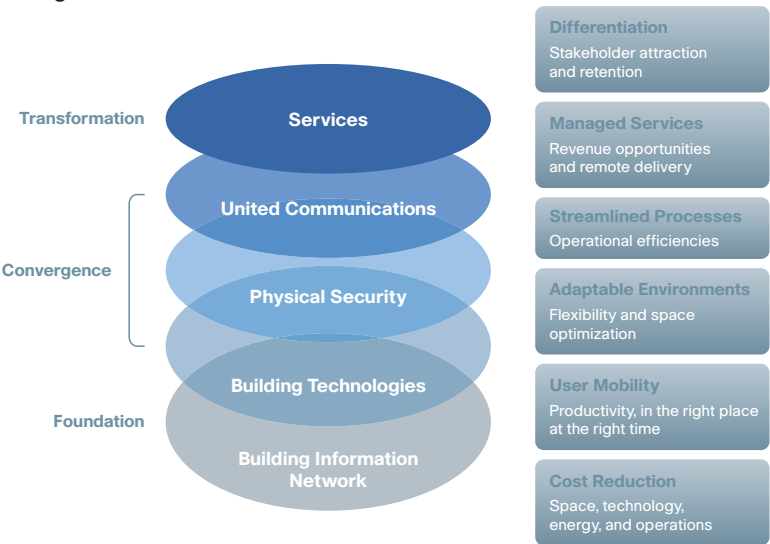 Transformation
Convergence
Foundation
Services
United Communications
Physical Security
Building Technologies
Building Information
Network
Differentiation
Stakeholder attraction
and retention
Managed Services
Revenue opportunities
and remote delivery
Streamlined Processes
Operational efficiencies
Adaptable Environments
Flexibility and space
optimization
User Mobility
Productivity, in the right place
at the right time
Cost Reduction
Space, technology,
energy, and operations